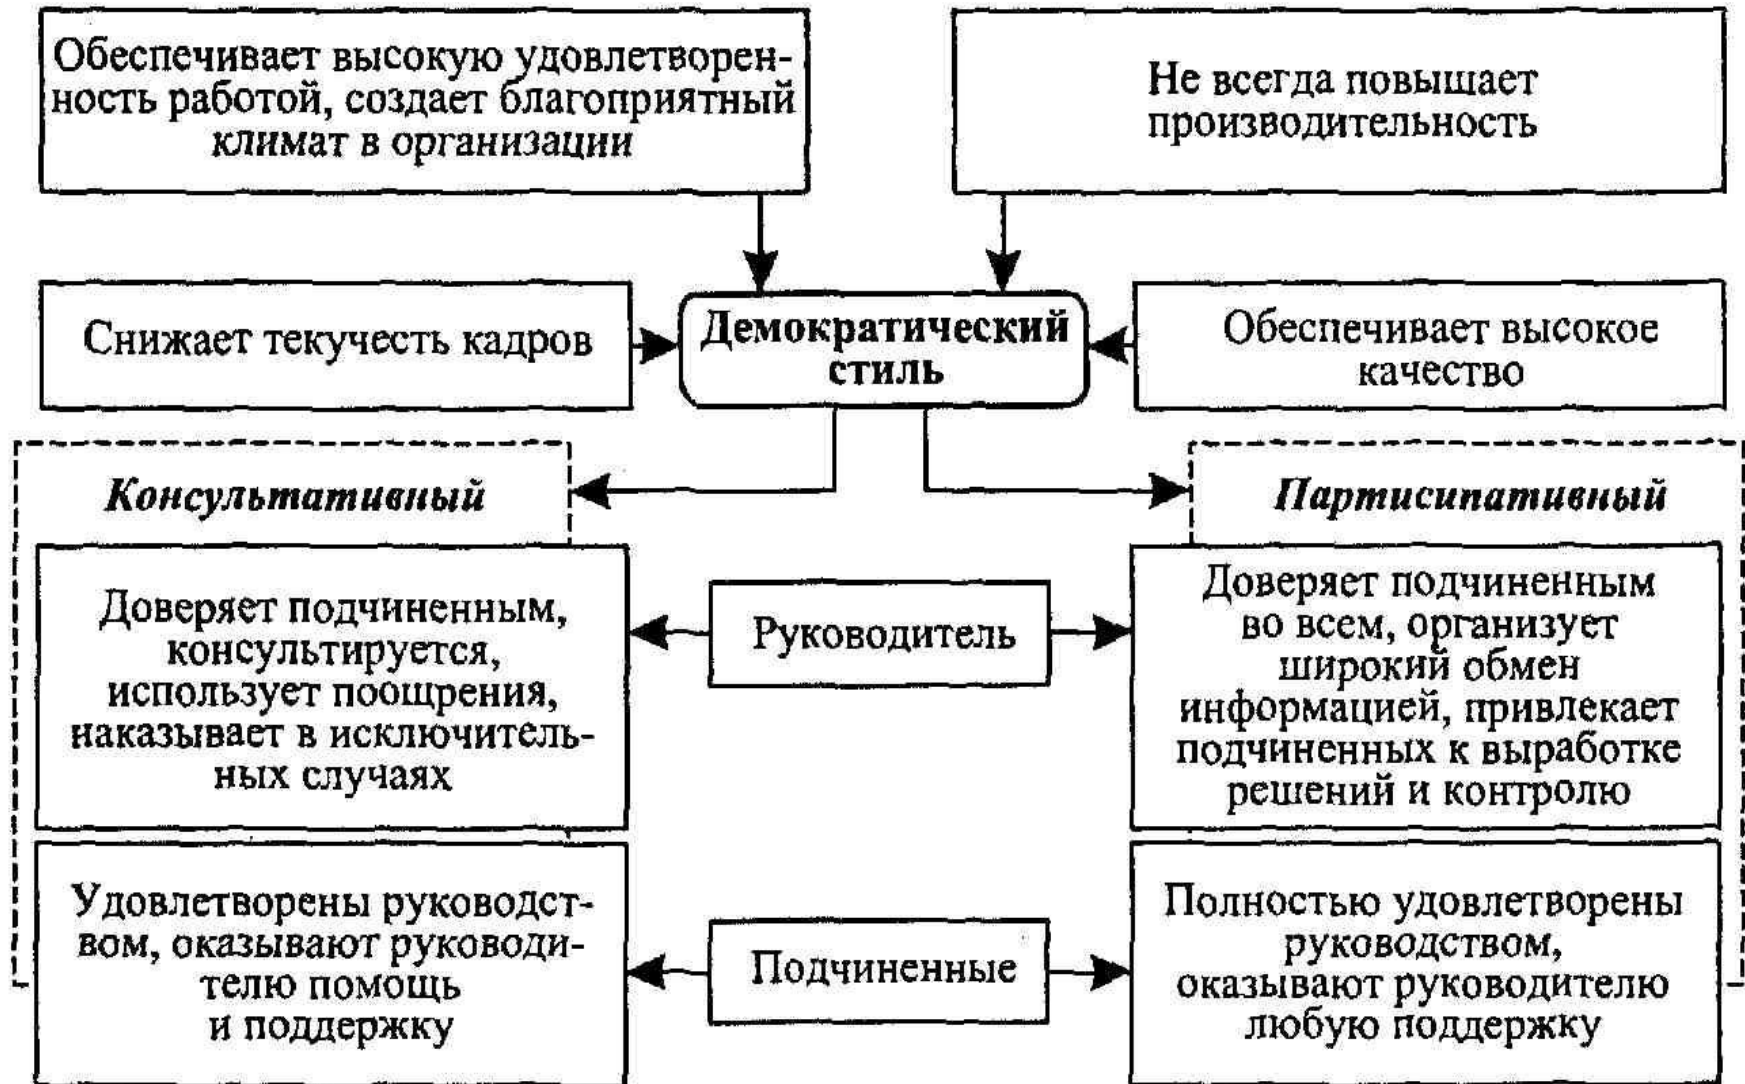 Обеспечивает высокую удовлетворен-
ность работой, создает благоприятный
климат в организации
Не всегда повышает
производительность
Снижает текучесть кадров
Демократический
стиль
Обеспечивает высокое
качество
Консультативный
Партисипативный
Доверяет подчиненным,
консультируется,
использует поощрения,
наказывает в исключитель-
ных случаях
Руководитель
Доверяет подчиненным
во всем, организует
широкий обмен
информацией, привлекает
подчиненных к выработке
решений и контролю
Удовлетворены руководст-
вом, оказывают руководи-
телю помощь
и поддержку
Подчиненные
Полностью удовлетворены
руководством,
оказывают руководителю
любую поддержку